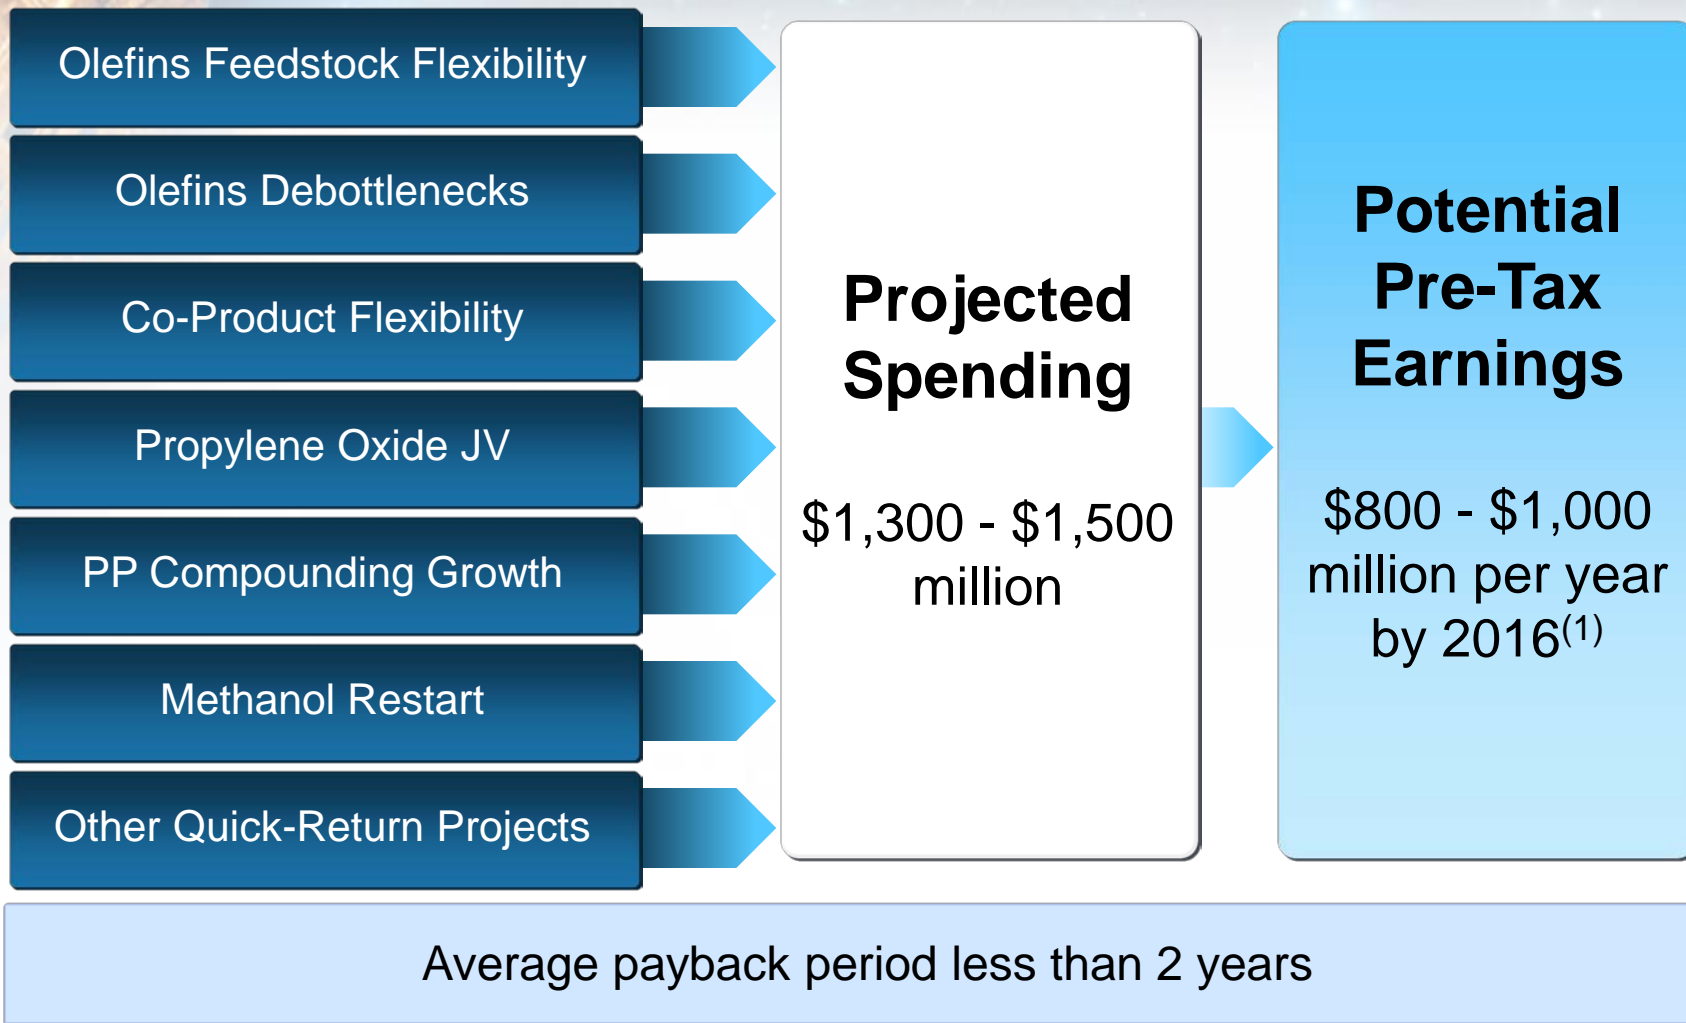 Olefins Feedstock Flexibility
Olefins Debottlenecks
Co-Product Flexibility
Propylene Oxide JV
PP Compounding Growth
Methanol Restart
Other Quick-Return Projects
Projected
Spending
$1,300 - $1,500
million
Potential
Pre-Tax
Earnings
$800 - $1,000
million per year
by 2016(1)
Average payback period less than 2 years